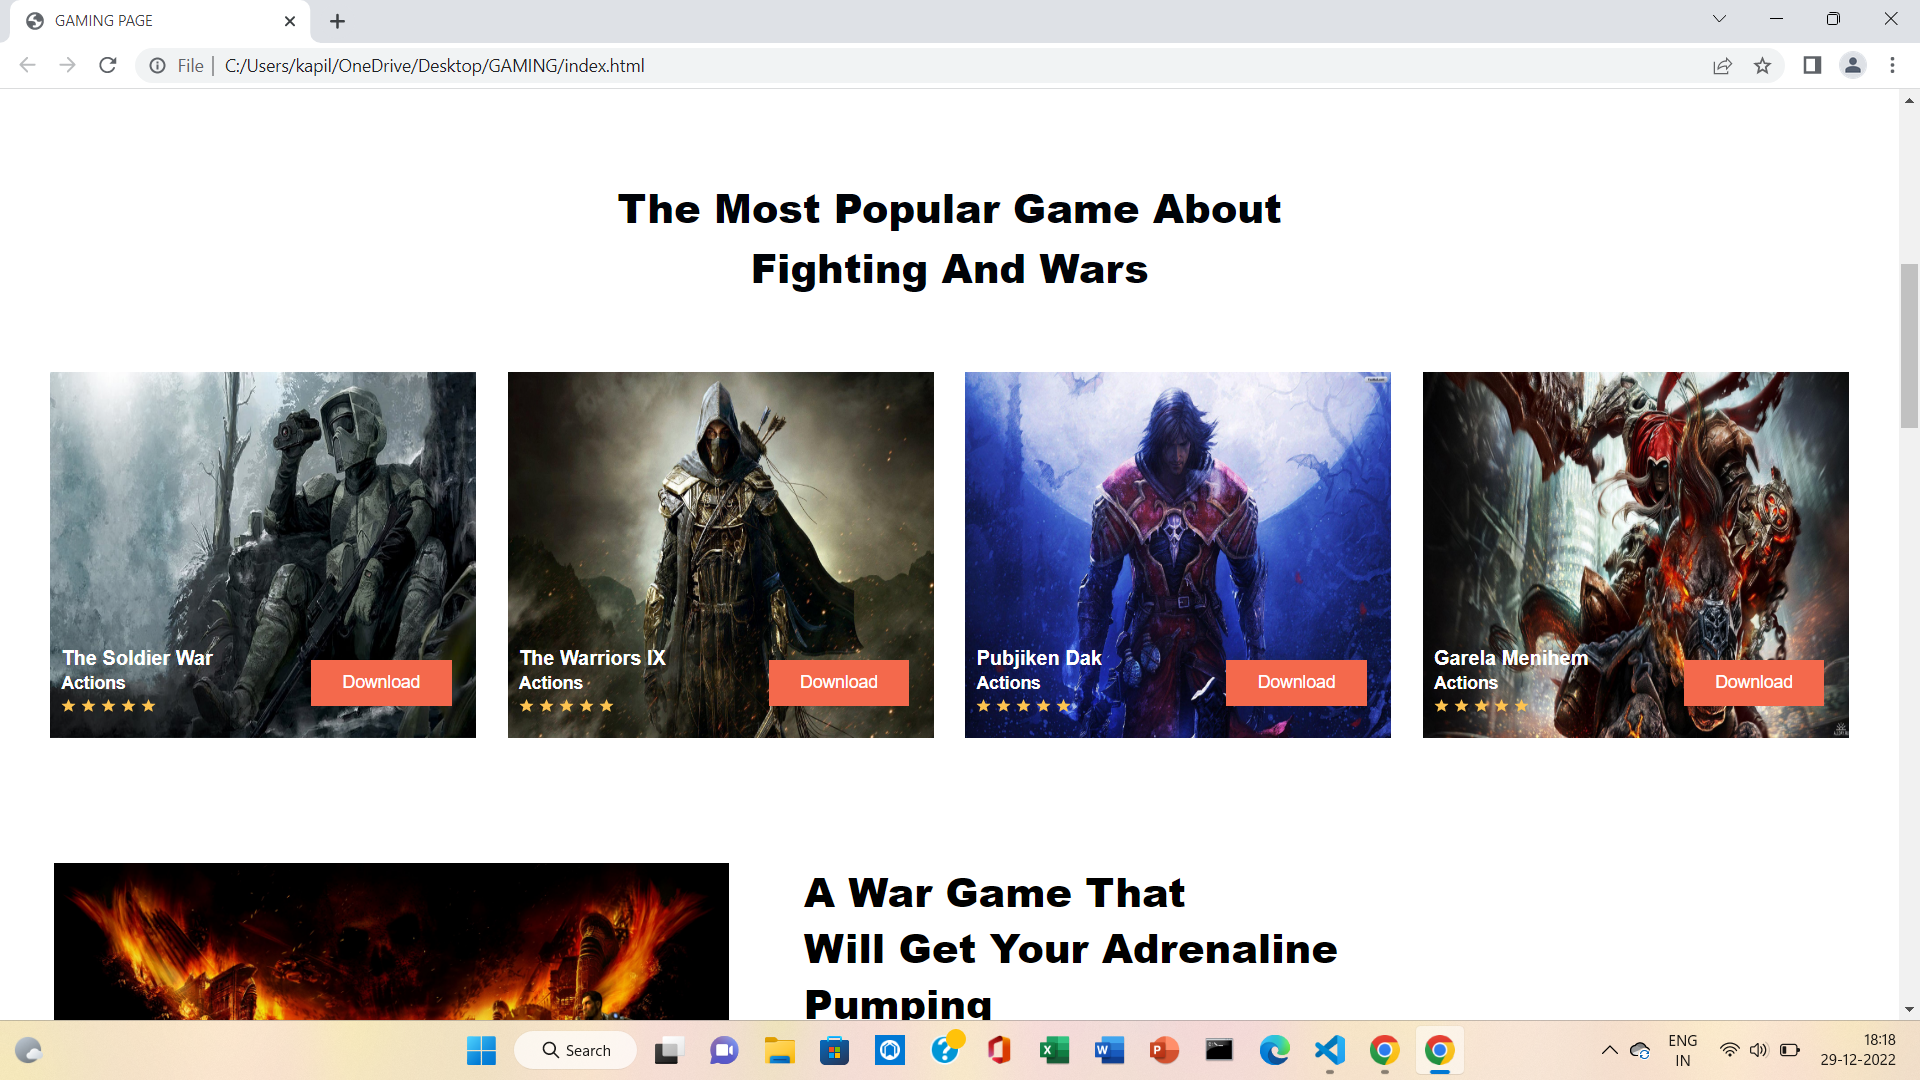 GAMING PAGE
File | C:/Users/kapil/OneDrive/Desktop/GAMING/index.html
The Most Popular Game About
Fighting And Wars
The Soldier War
Actions
Download
The Warriors IX
Actions
Download
Pubjiken Dak
Actions
Download
Garela Menihem
Actions
Download
A War Game That
Will Get Your Adrenaline
Pumping
Search
ENG
IN
18:18
29-12-2022